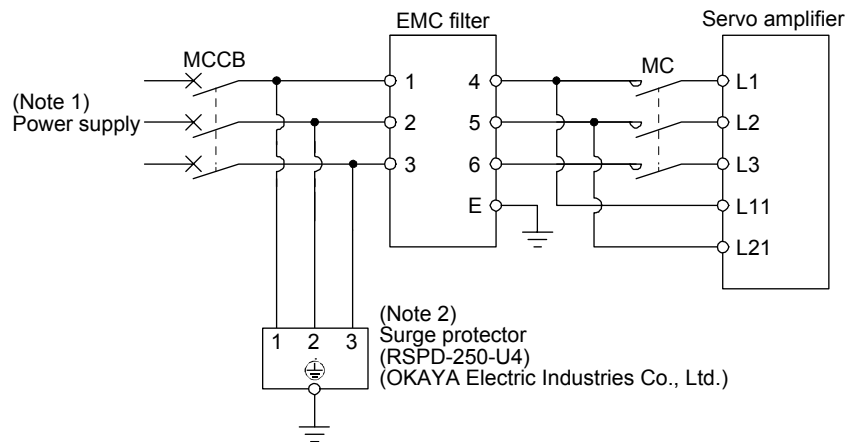 EMC filter
Servo amplifier
MCCB
MC
(Note 1)
Power supply
1
2
3
4
5
6
E
L1
L2
L3
L11
L21
1 2 3
(Note 2)
Surge protector
(RSPD-250-U4)
(OKAYA Electric Industries Co., Ltd.)